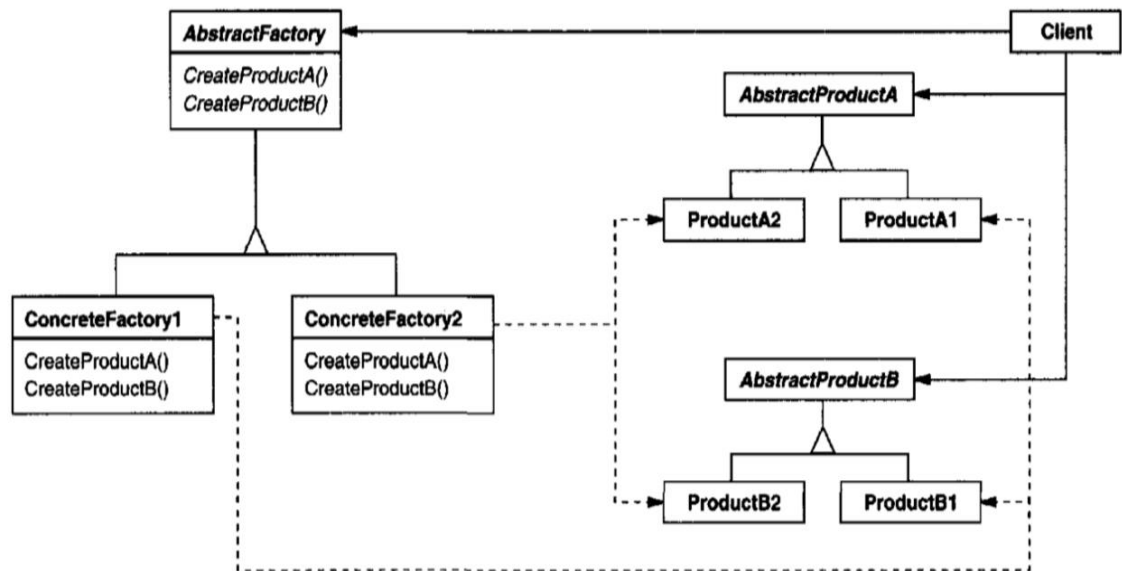 AbstractFactory
CreateProductA()
CreateProductB()
Client
AbstractProductA
ProductA2
ProductA1
ConcreteFactory1
CreateProductA()
CreateProductB()
ConcreteFactory2
CreateProductA()
CreateProductB()
AbstractProductB
ProductB2
ProductB1